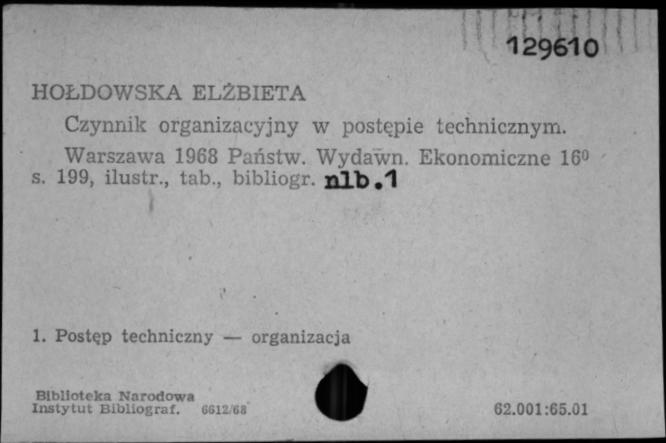 129610
HOŁDOWSKA ELŻBIETA
Czynnik organizacyjny w postępie technicznym.
Warszawa 1968 Państw. Wydawn. Ekonomiczne 16⁰
s. 199, ilustr., tab., bibliogr. nlb.1
1. Postęp techniczny — organizacja
Biblioteka Narodowa
Instytut Bibliograf. 6612/68
62.001:65.01